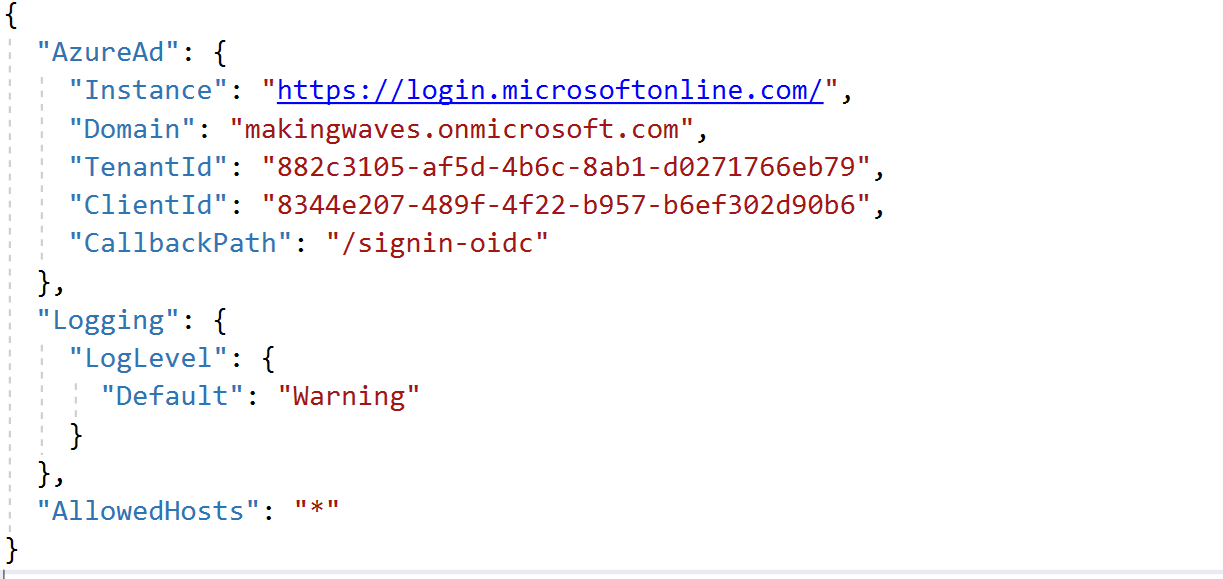 {
"AzureAd": {
"Instance": "https://login.microsoftonline.com/",
"Domain": "makingwaves.onmicrosoft.com",
"TenantId": "882c3105-af5d-4b6c-8ab1-d0271766eb79",
"ClientId": "8344e207-489f-4f22-b957-b6ef302d90b6",
"CallbackPath": "/signin-oidc"
},
"Logging": {
"LogLevel": {
"Default": "Warning"
}
},
"AllowedHosts": "*"
}